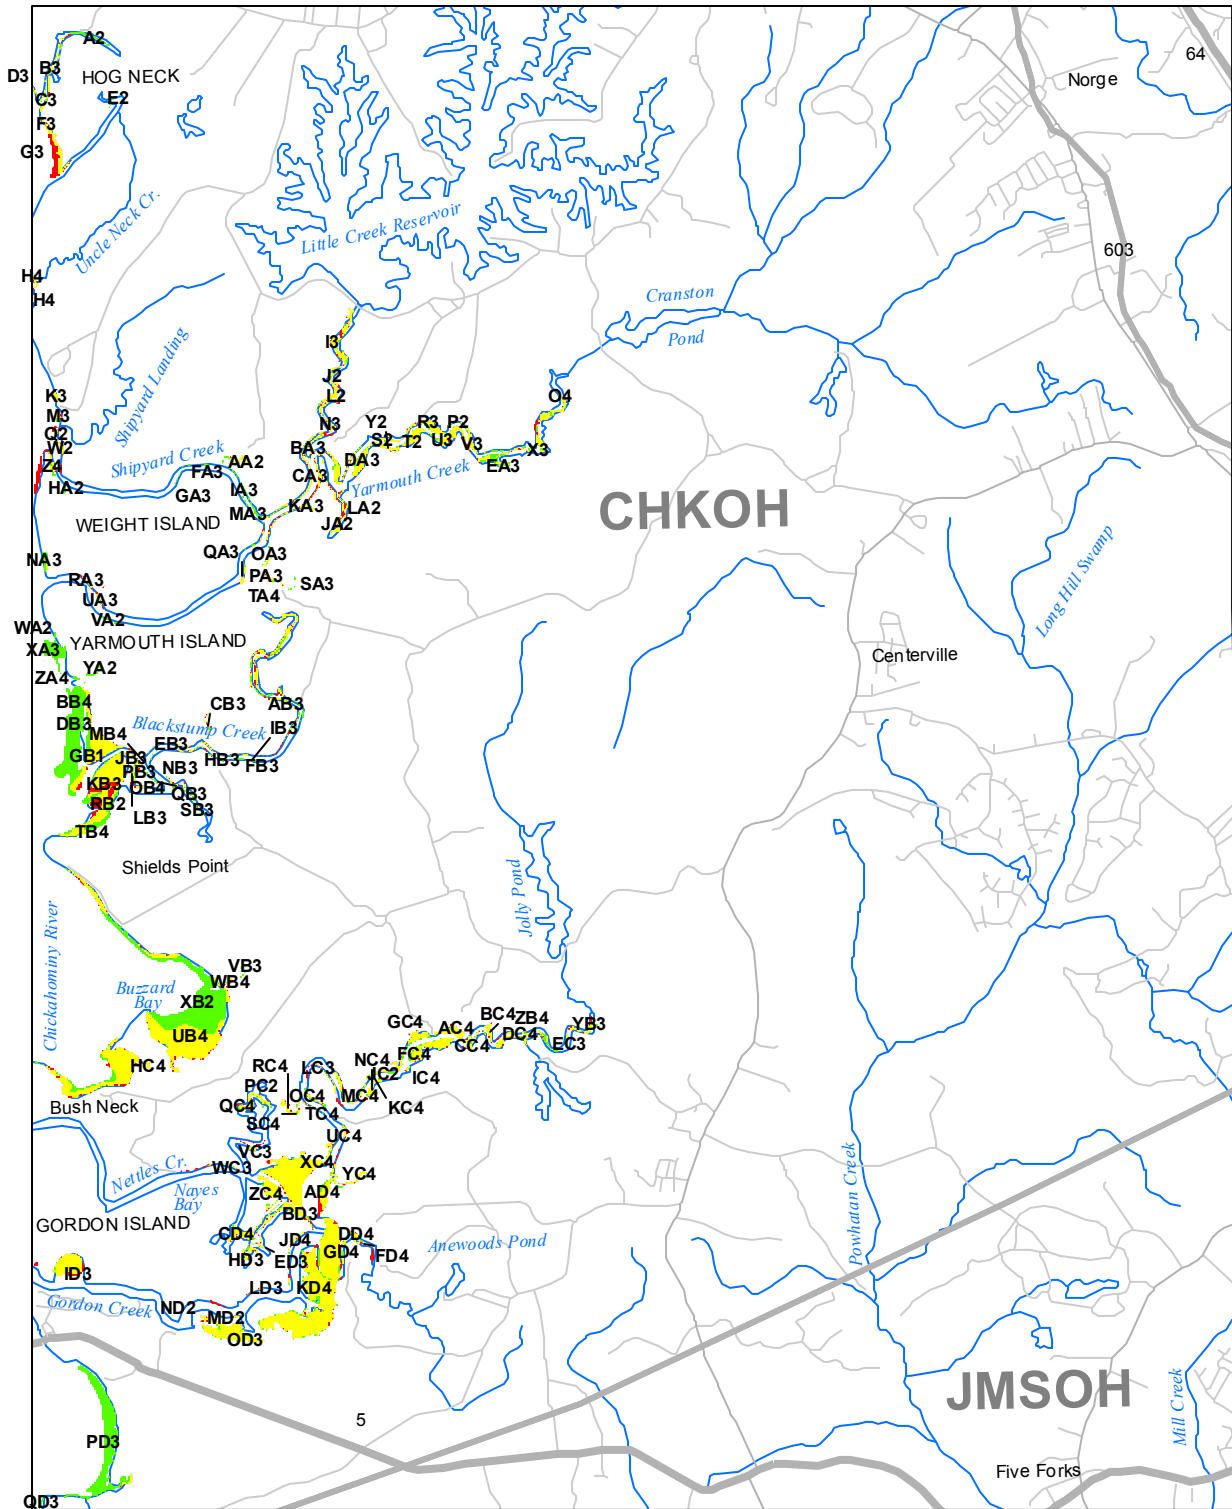 A2
64
D3
B3
HOG NECK
Norge
C3
E2
F3
G3
Uncle Neck Cr.
Little Creek Reservoir
603
H4
H4
Cranston
Pond
Shipyard Landing
I3
J2
K3
L2
O4
M3
N3
Y2
R3
P2
Q2
S2
T2
U3
V3
W2
BA3
X3
Shipyard Creek
AA2
DA3
EA3
Z4
FA3
CA3
Yarmouth Creek
HA2
GA3
IA3
KA3
LA2
MA3
JA2
WEIGHT ISLAND
CHKOH
NA3
QA3
OA3
RA3
PA3
SA3
UA3
TA4
VA2
Long Hill Swamp
WA2
YARMOUTH ISLAND
XA3
Centerville
ZA4
YA2
BB4
CB3
AB3
DB3
Blackstump Creek
IB3
MB4
EB3
GB1
JB3
HB3
FB3
PB3
NB3
KB3
OB4
QB3
RB2
LB3
SB3
TB4
Shields Point
Jolly Pond
Chickahominy River
VB3
Buzzard
Bay
WB4
XB2
UB4
BC4
ZB4
YB3
GC4
AC4
DC4
CC4
EC3
HC4
RC4
LC3
NC4
FC4
JC2
IC4
PC2
OC4
MC4
KC4
Bush Neck
QC4
SC4
TC4
UC4
VC3
Nettles Cr.
WC3
XC4
YC4
Nayes
Bay
ZC4
AD4
Powhatan Creek
GORDON ISLAND
BD3
CD4
JD4
DD4
Anewoods Pond
HD3
ED3
GD4
FD4
ID3
LD3
KD4
Gordon Creek
ND2
MD2
OD3
JMSOH
Mill Creek
5
PD3
Five Forks
QD3